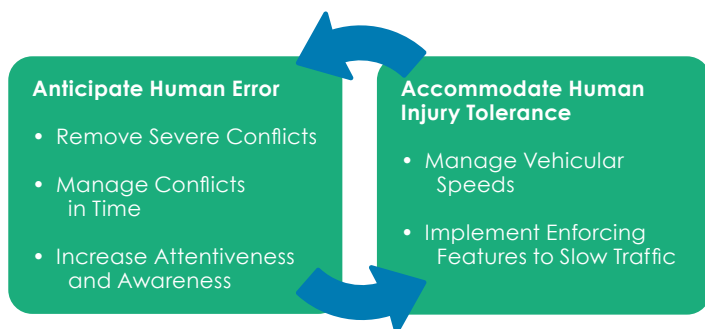 Anticipate Human Error
• Remove Severe Conflicts
• Manage Conflicts
in Time
• Increase Attentiveness
and Awareness
Accommodate Human
Injury Tolerance
• Manage Vehicular
Speeds
• Implement Enforcing
Features to Slow Traffic